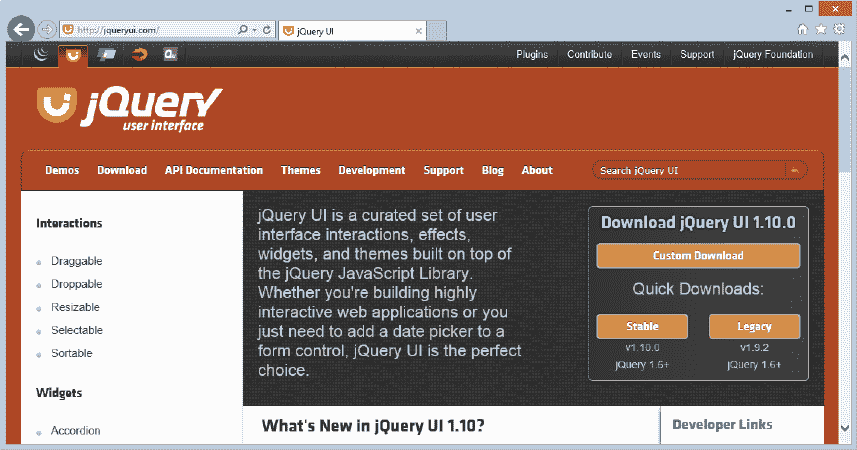 http://jqueryui.com/
jQuery UI
Plugins Contribute Events Support jQuery Foundation
jQuery
user interface
Demos Download API Documentation Themes Development Support Blog About
Search jQuery UI
Interactions
Draggable
Droppable
Resizable
Selectable
Sortable
Widgets
Accordion
jQuery UI is a curated set of user
interface interactions, effects,
widgets, and themes built on top of
the jQuery JavaScript Library.
Whether you're building highly
interactive web applications or you
just need to add a date picker to a
form control, jQuery UI is the perfect
choice.
Download jQuery UI 1.10.0
Custom Download
Quick Downloads:
Stable Legacy
v1.10.0 v1.9.2
jQuery 1.6+ jQuery 1.6+
What's New in jQuery UI 1.10?
Developer Links